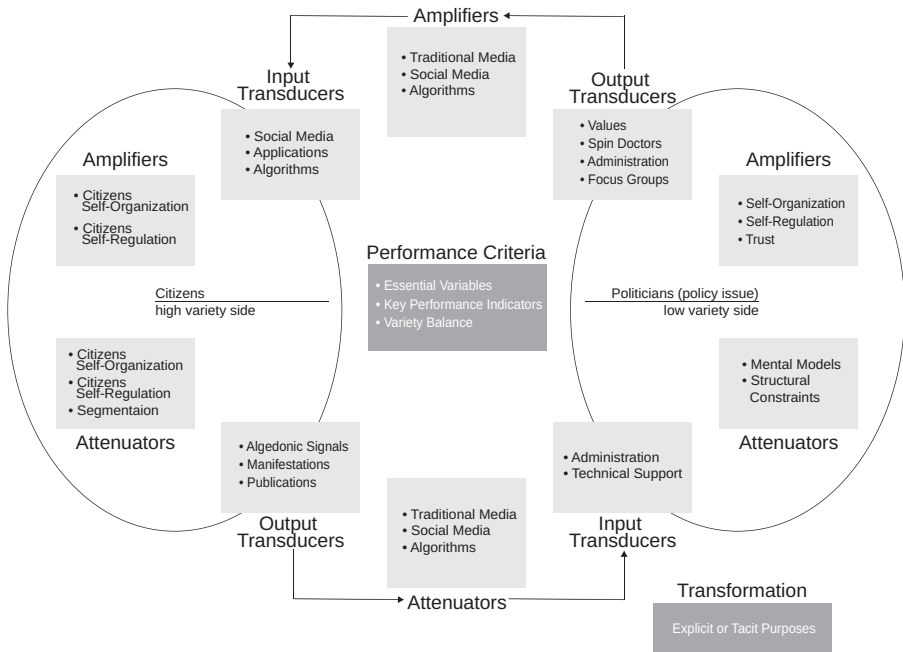 Amplifiers
• Traditional Media
• Social Media
• Algorithms
Input
Transducers
• Social Media
• Applications
• Algorithms
Output
Transducers
• Values
• Spin Doctors
• Administration
• Focus Groups
Amplifiers
• Citizens
Self-Organization
• Citizens
Self-Regulation
Amplifiers
• Self-Organization
• Self-Regulation
• Trust
Performance Criteria
• Essential Variables
• Key Performance Indicators
• Variety Balance
Citizens
high variety side
Politicians (policy issue)
low variety side
• Citizens
Self-Organization
• Citizens
Self-Regulation
• Segmentaion
Attenuators
• Mental Models
• Structural
Constraints
Attenuators
• Algedonic Signals
• Manifestations
• Publications
Output
Transducers
• Traditional Media
• Social Media
• Algorithms
Attenuators
• Administration
• Technical Support
Input
Transducers
Transformation
Explicit or Tacit Purposes